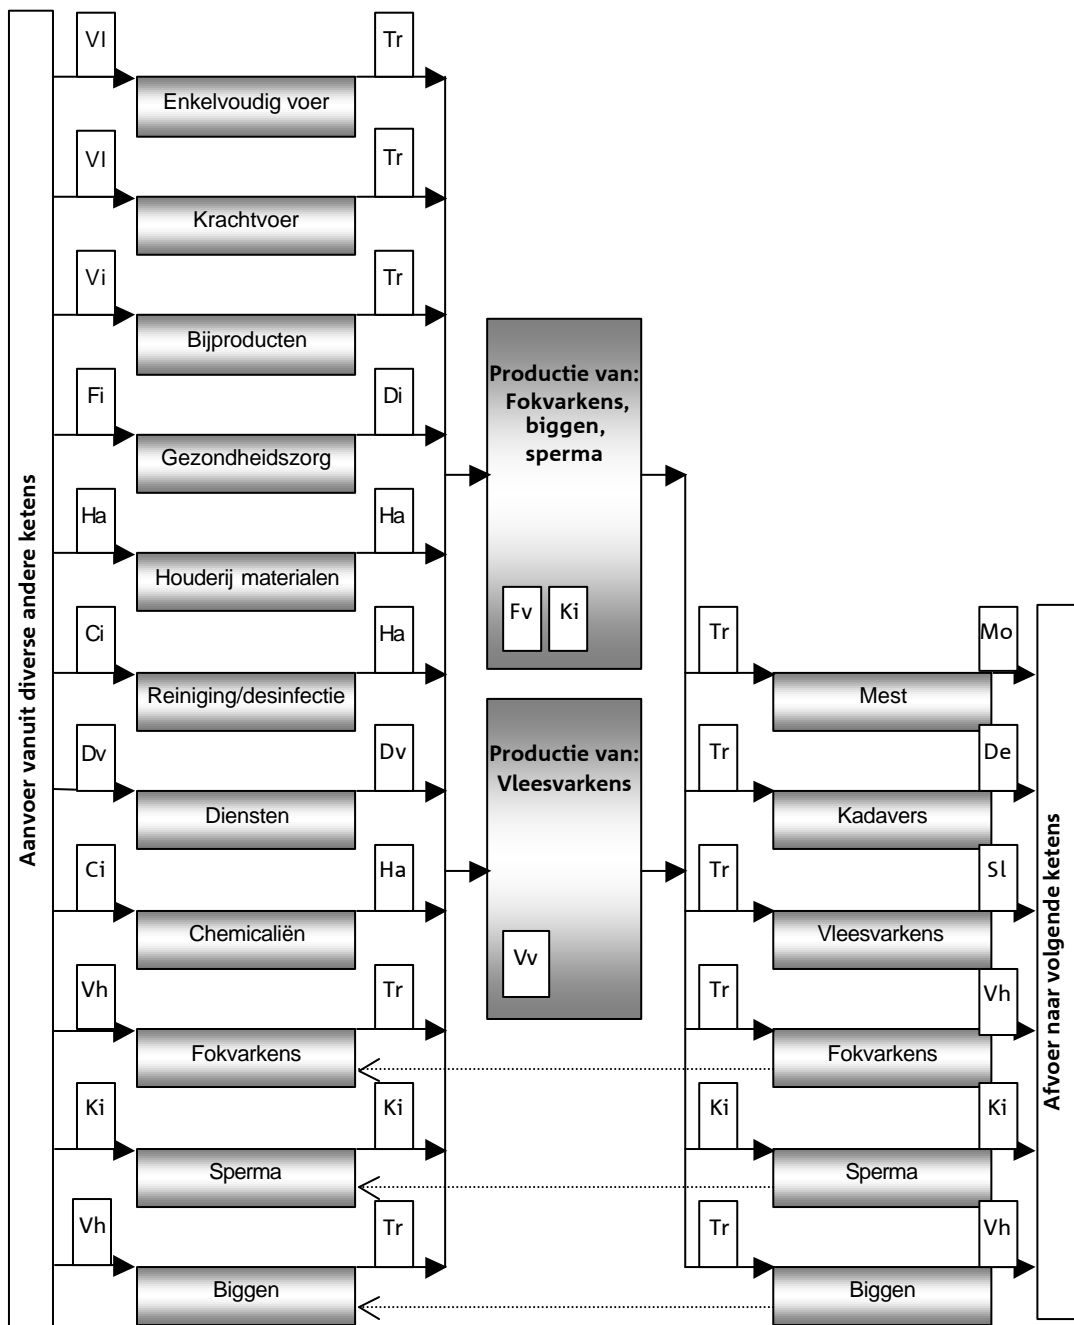 Aanvoer vanuit diverse andere ketens
Vl
Tr
Enkelvoudig voer
Vl
Tr
Krachtvoer
Vi
Tr
Bijproducten
Fi
Di
Gezondheidszorg
Ha
Ha
Houderij materialen
Ci
Ha
Reiniging/desinfectie
Dv
Dv
Diensten
Ci
Ha
Chemicaliën
Vh
Tr
Fokvarkens
Ki
Ki
Sperma
Vh
Tr
Biggen
Productie van:
Fokvarkens,
biggen,
sperma
Fv
Ki
Productie van:
Vleesvarkens
Vv
Tr
Mo
Mest
Tr
De
Kadavers
Tr
Sl
Vleesvarkens
Tr
Vh
Fokvarkens
Ki
Ki
Sperma
Tr
Vh
Biggen
Afvoer naar volgende ketens